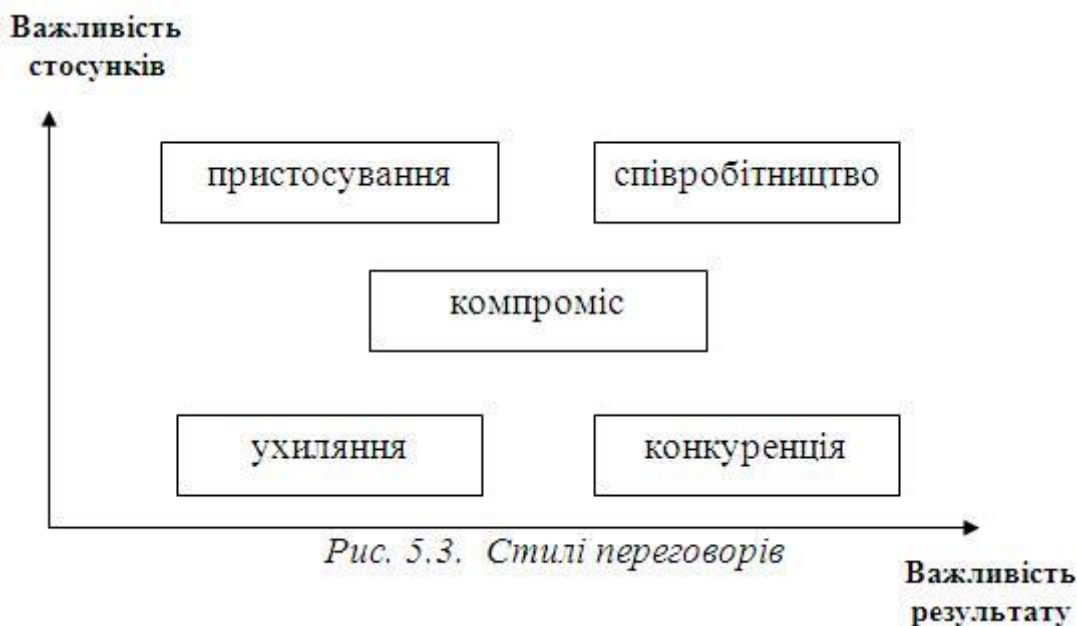 Важливість
стосунків
пристосування
співробітництво
компроміс
ухиляння
конкуренція
Рис. 5.3. Стилі переговорів
Важливість
результату